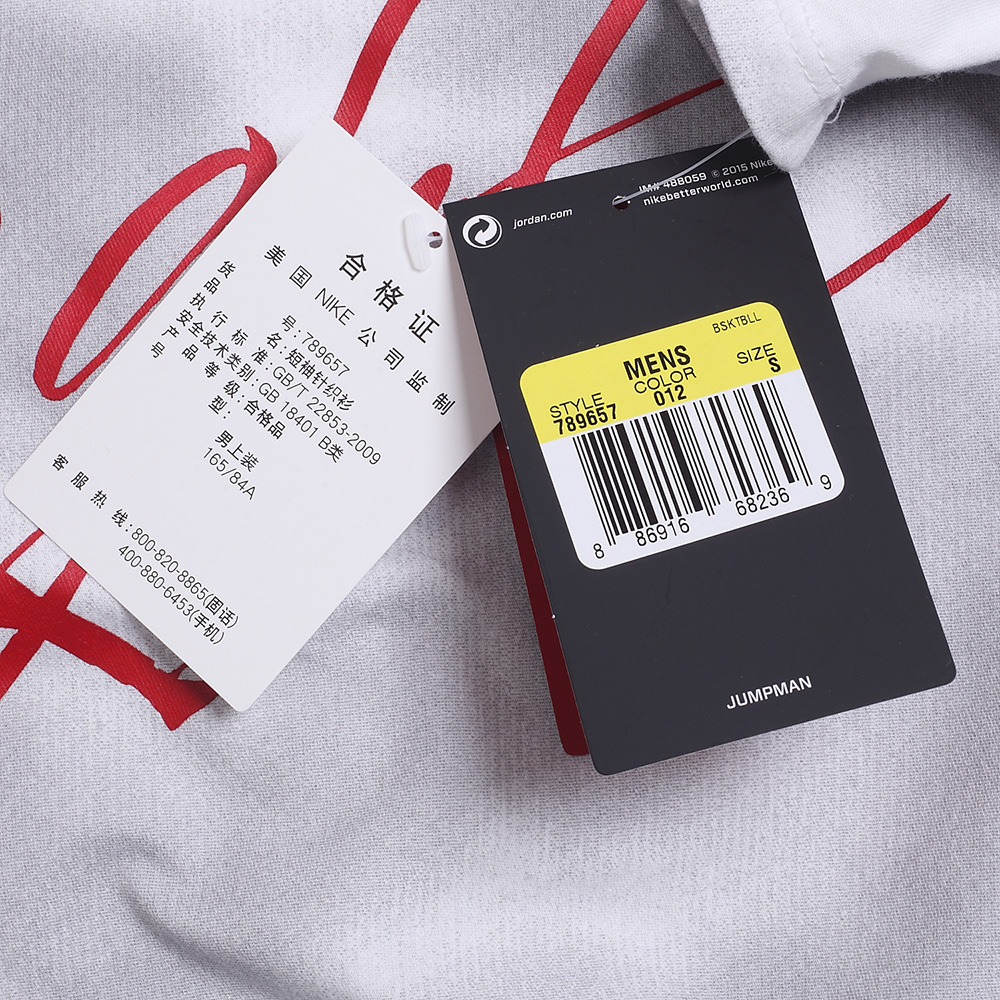 合格证
美国 NIKE 公司监制
货号:789657
品名:短袖针织衫
执行标准:GB/T 22853-2009
安全技术类别:GB 18401 B类
产品等级:合格品
号型:
男上装
165/84A
客服热线:800-820-8865(固话)
400-880-6453(手机)
jordan.com
IM# 488059 © 2015 Nike
nikebetterworld.com
BSKTBLL
MENS
SIZE
S
COLOR
012
STYLE
789657
8 86916 68236 9
JUMPMAN